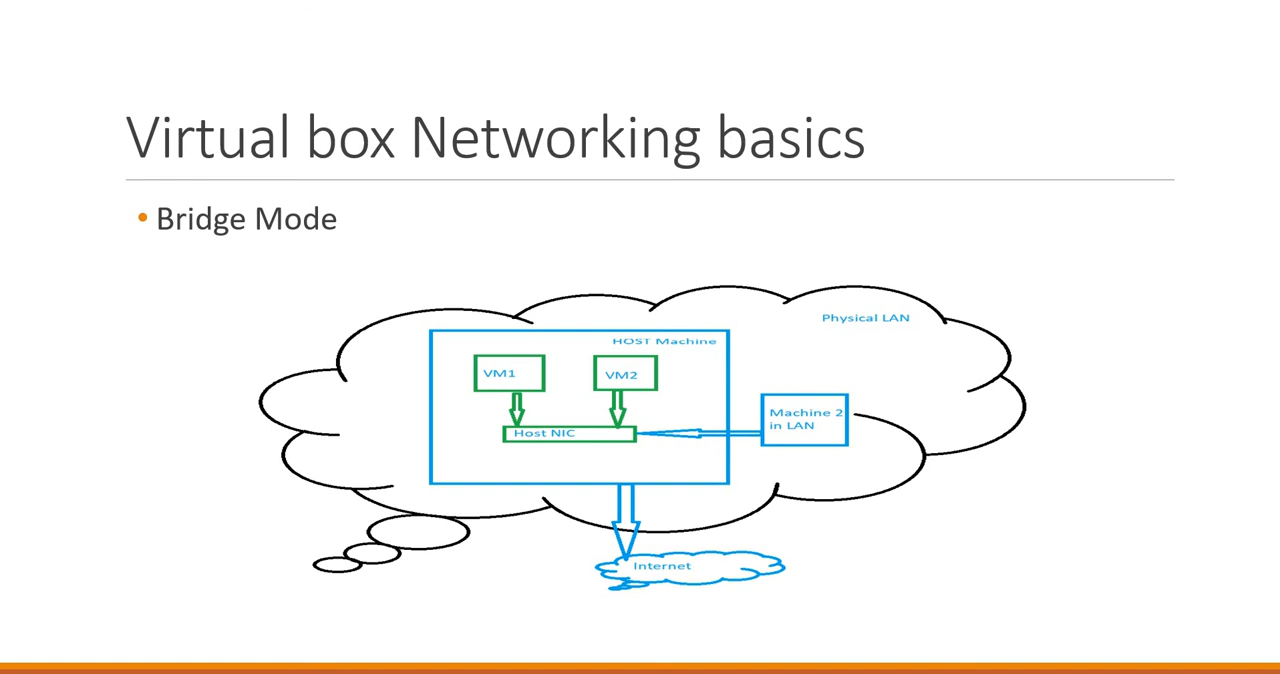 Virtual box Networking basics
• Bridge Mode
Physical LAN
HOST Machine
VM1
VM2
Host NIC
Machine 2
in LAN
Internet